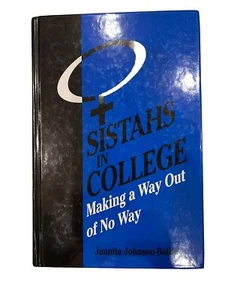 SISTAHS
IN
COLLEGE
Making a Way Out
of No Way
Juanita Johnson-Bailey